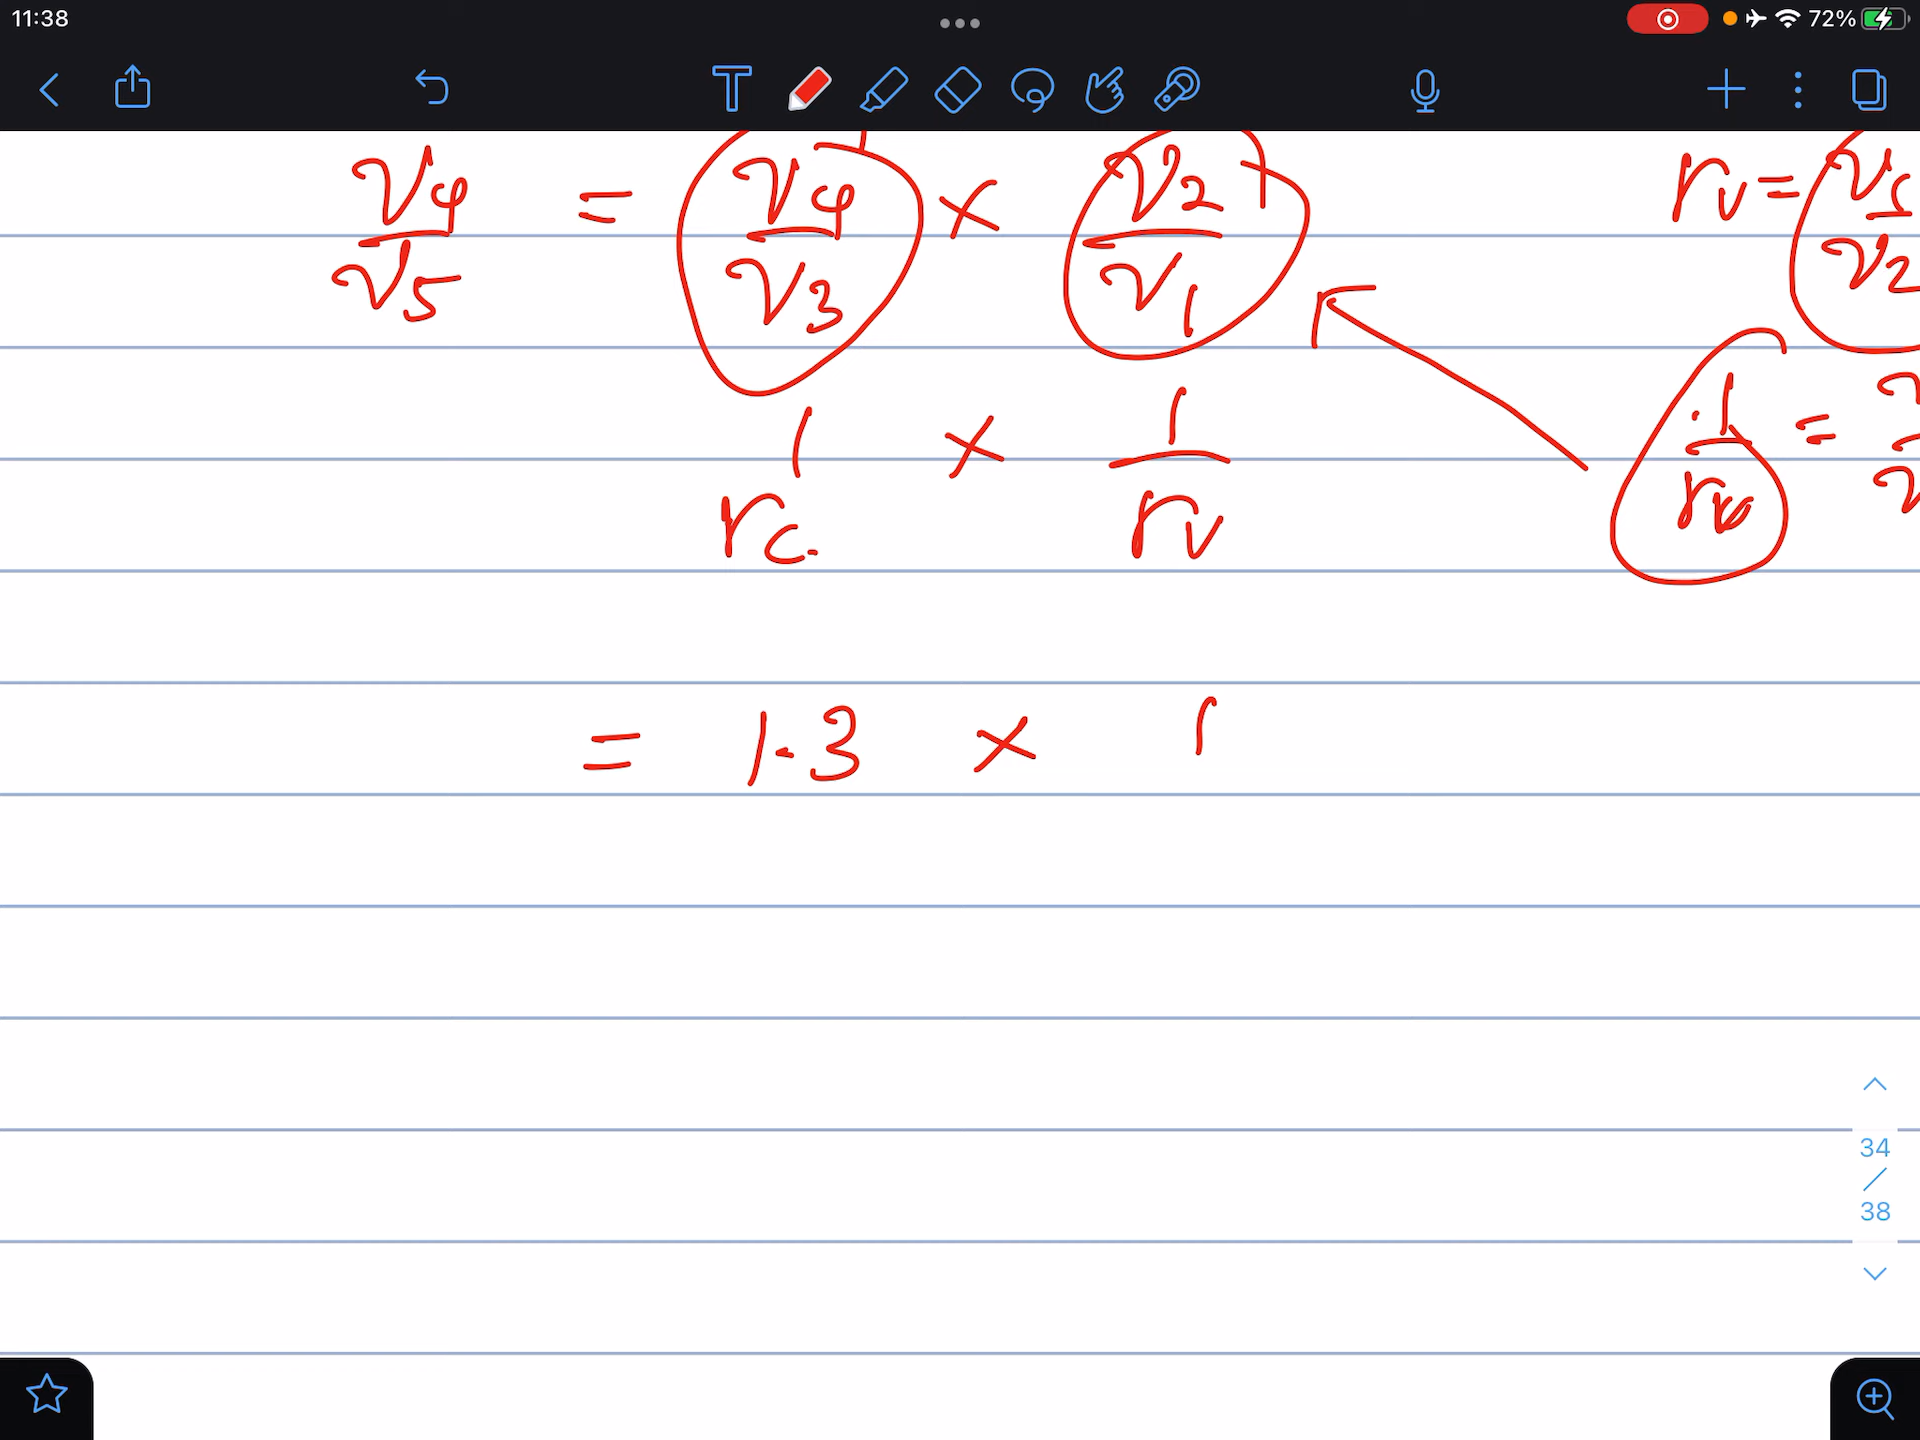 11:38 72%
T
V4/V5 = V4/V3 × V2/V1
rv = V1/V2
1 × 1/rv
rc.
1/rv =
= 1.3 × 1
34
/
38